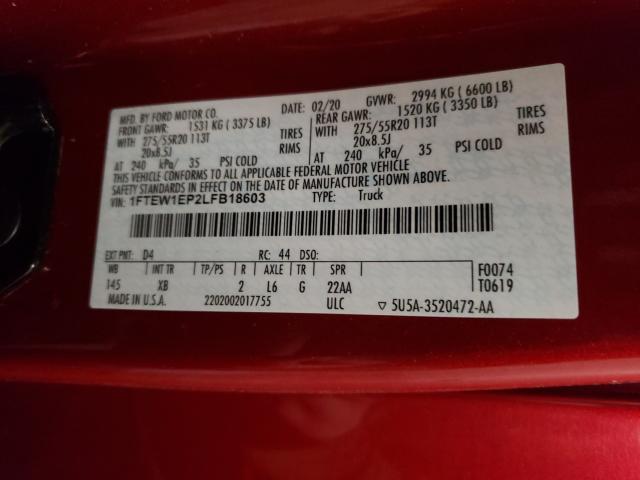 MFD. BY FORD MOTOR CO.
DATE: 02/20 GVWR: 2994 KG ( 6600 LB)
FRONT GAWR: 1531 KG ( 3375 LB)
REAR GAWR: 1520 KG ( 3350 LB)
WITH 275/55R20 113T TIRES
WITH 275/55R20 113T TIRES
20x8.5J RIMS
20x8.5J RIMS
AT 240 kPa/ 35 PSI COLD
AT 240 kPa/ 35 PSI COLD
THIS VEHICLE CONFORMS TO ALL APPLICABLE FEDERAL MOTOR VEHICLE
SAFETY STANDARDS IN EFFECT ON THE DATE OF MANUFACTURE SHOWN ABOVE.
VIN: 1FTEW1EP2LFB18603 TYPE: Truck
EXT PNT: D4 RC: 44 DSO:
WB INT TR TP/PS R AXLE TR SPR
145 XB 2 L6 G 22AA
F0074
T0619
MADE IN U.S.A. 2202002017755 ULC ▽ 5U5A-3520472-AA